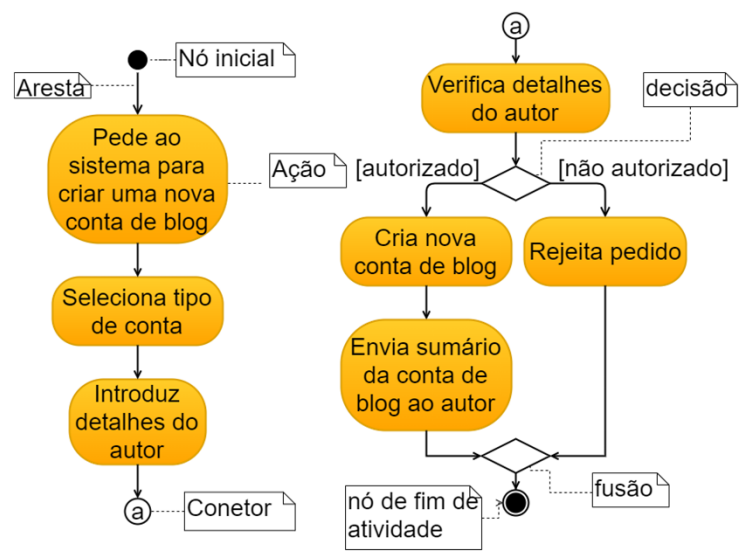 Nó inicial
Aresta
Pede ao
sistema para
criar uma nova
conta de blog
Ação
Seleciona tipo
de conta
Introduz
detalhes do
autor
a
Conetor
a
Verifica detalhes
do autor
decisão
[autorizado]
[não autorizado]
Cria nova
conta de blog
Rejeita pedido
Envia sumário
da conta de
blog ao autor
fusão
nó de fim de
atividade